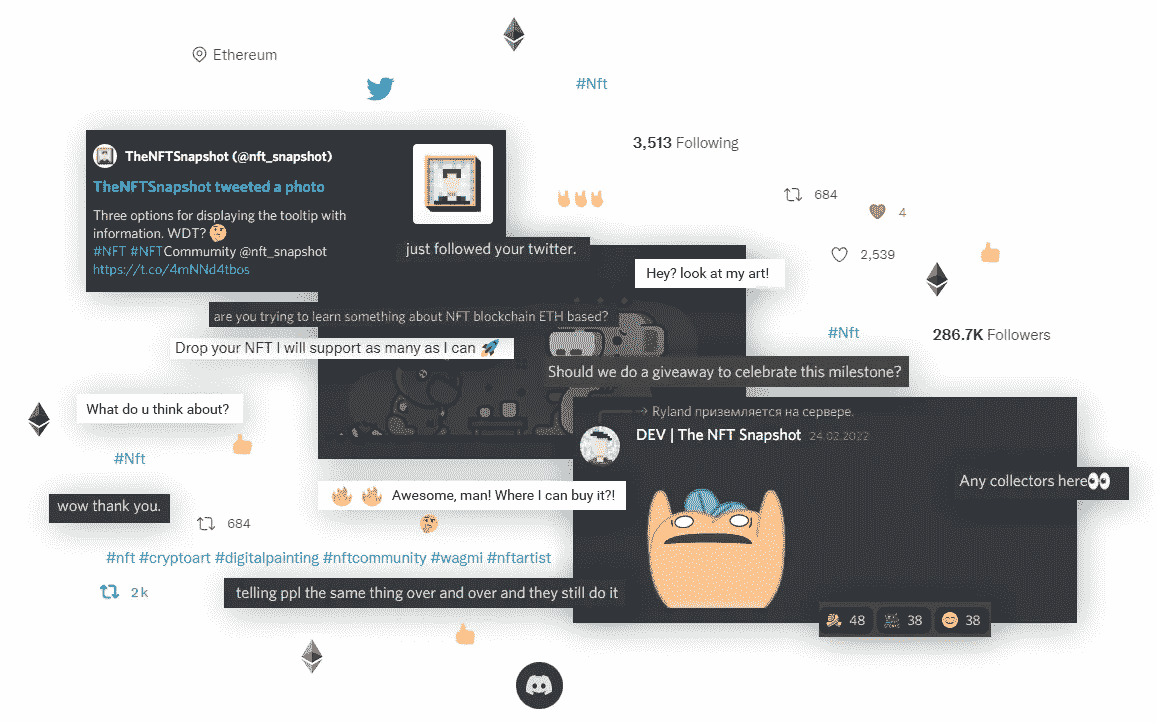 Ethereum
#Nft
3,513 Following
TheNFTSnapshot (@nft_snapshot)
TheNFTSnapshot tweeted a photo
Three options for displaying the tooltip with
information. WDT?
#NFT #NFTCommunity @nft_snapshot
https://t.co/4mNNd4tbos
684
4
just followed your twitter.
2,539
Hey? look at my art!
are you trying to learn something about NFT blockchain ETH based?
Drop your NFT I will support as many as I can 🚀
#Nft
286.7K Followers
Should we do a giveaway to celebrate this milestone?
What do u think about?
→ Ryland приземляется на сервере.
DEV | The NFT Snapshot 24.02.2022
#Nft
Any collectors here👀
🔥 🔥 Awesome, man! Where I can buy it?!
wow thank you.
684
#nft #cryptoart #digitalpainting #nftcommunity #wagmi #nftartist
2k
telling ppl the same thing over and over and they still do it
48 38 38